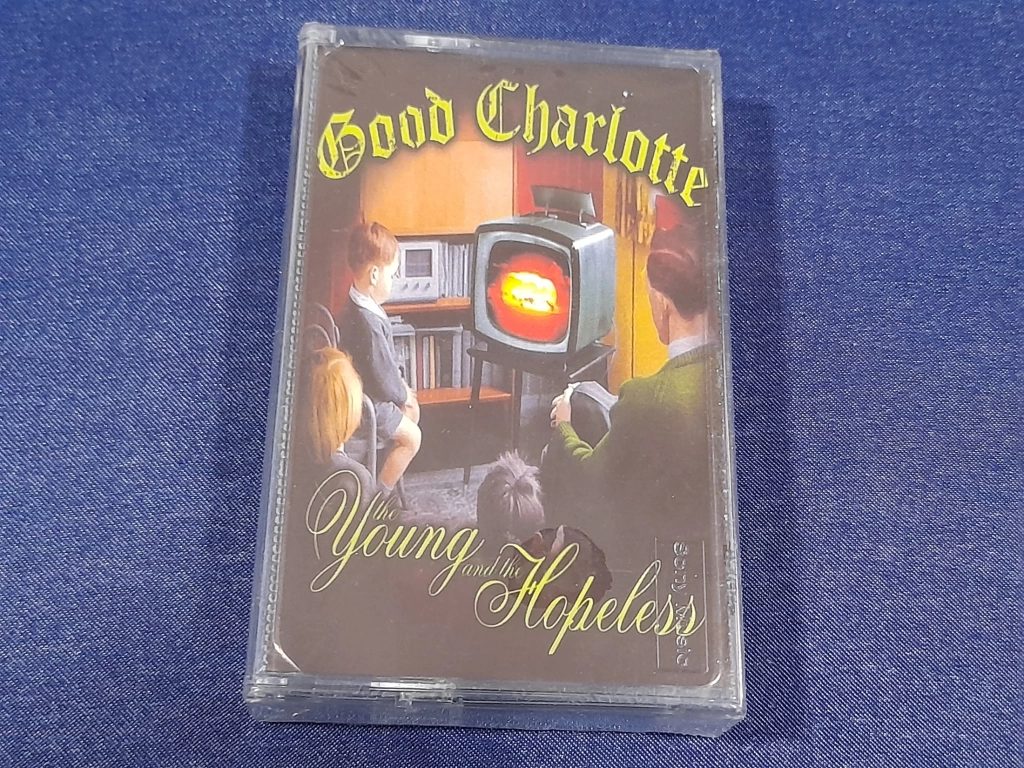 Good Charlotte
the
Young
and the
Hopeless
Sony Music